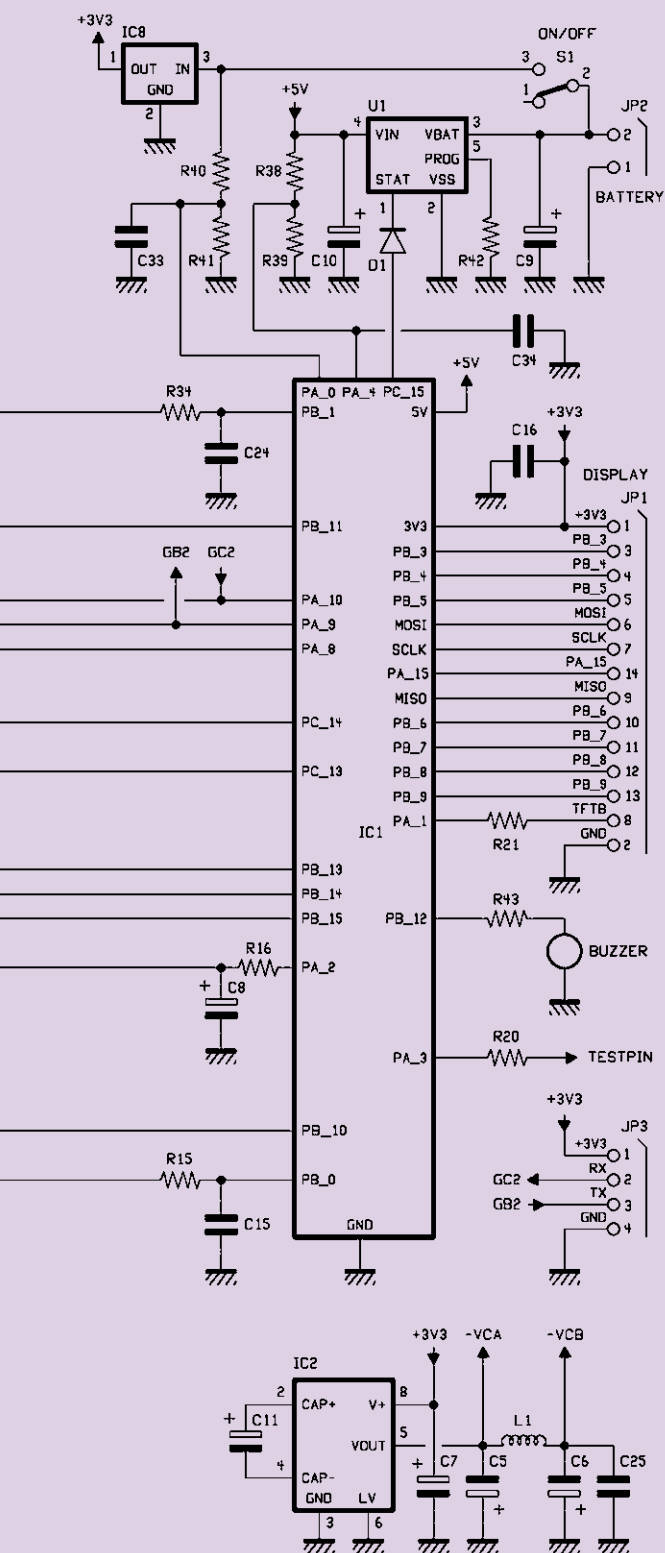 +3V3 IC8 ON/OFF
1 OUT IN 3 3 S1
GND +5V U1 1 2 JP2
2 4 VIN VBAT 3 2
PROG 5
R40 R38 STAT VSS 1
1 2 BATTERY
+ +
C33 R41 R39 C10 D1 R42 C9
C34
+5V
PA_0 PA_4 PC_15
R34 PB_1 5V +3V3
C24 C16
DISPLAY
JP1
PB_11 3V3 +3V3 1
GB2 GC2 PB_3 PB_3 3
PB_4 PB_4 4
PA_10 PB_5 PB_5 5
PA_9 MOSI MOSI 6
PA_8 SCLK SCLK 7
PA_15 PA_15 14
MISO MISO 9
PC_14 PB_6 PB_6 10
PB_7 PB_7 11
PC_13 PB_8 PB_8 12
PB_9 PB_9 13
PA_1 TFTB 8
IC1 R21 GND 2
PB_13
PB_14 R43
PB_15 PB_12
R16 BUZZER
PA_2
+ C8
R20
PA_3 TESTPIN
+3V3
JP3
PB_10 +3V3 1
R15 RX
PB_0 GC2 2
TX
C15 GB2 3
GND GND 4
+3V3 -VCA -VCB
IC2
2 CAP+ V+ 8
+ C11 L1
VOUT 5
4 CAP- + C7 C5 C6 C25
GND LV + +
3 6